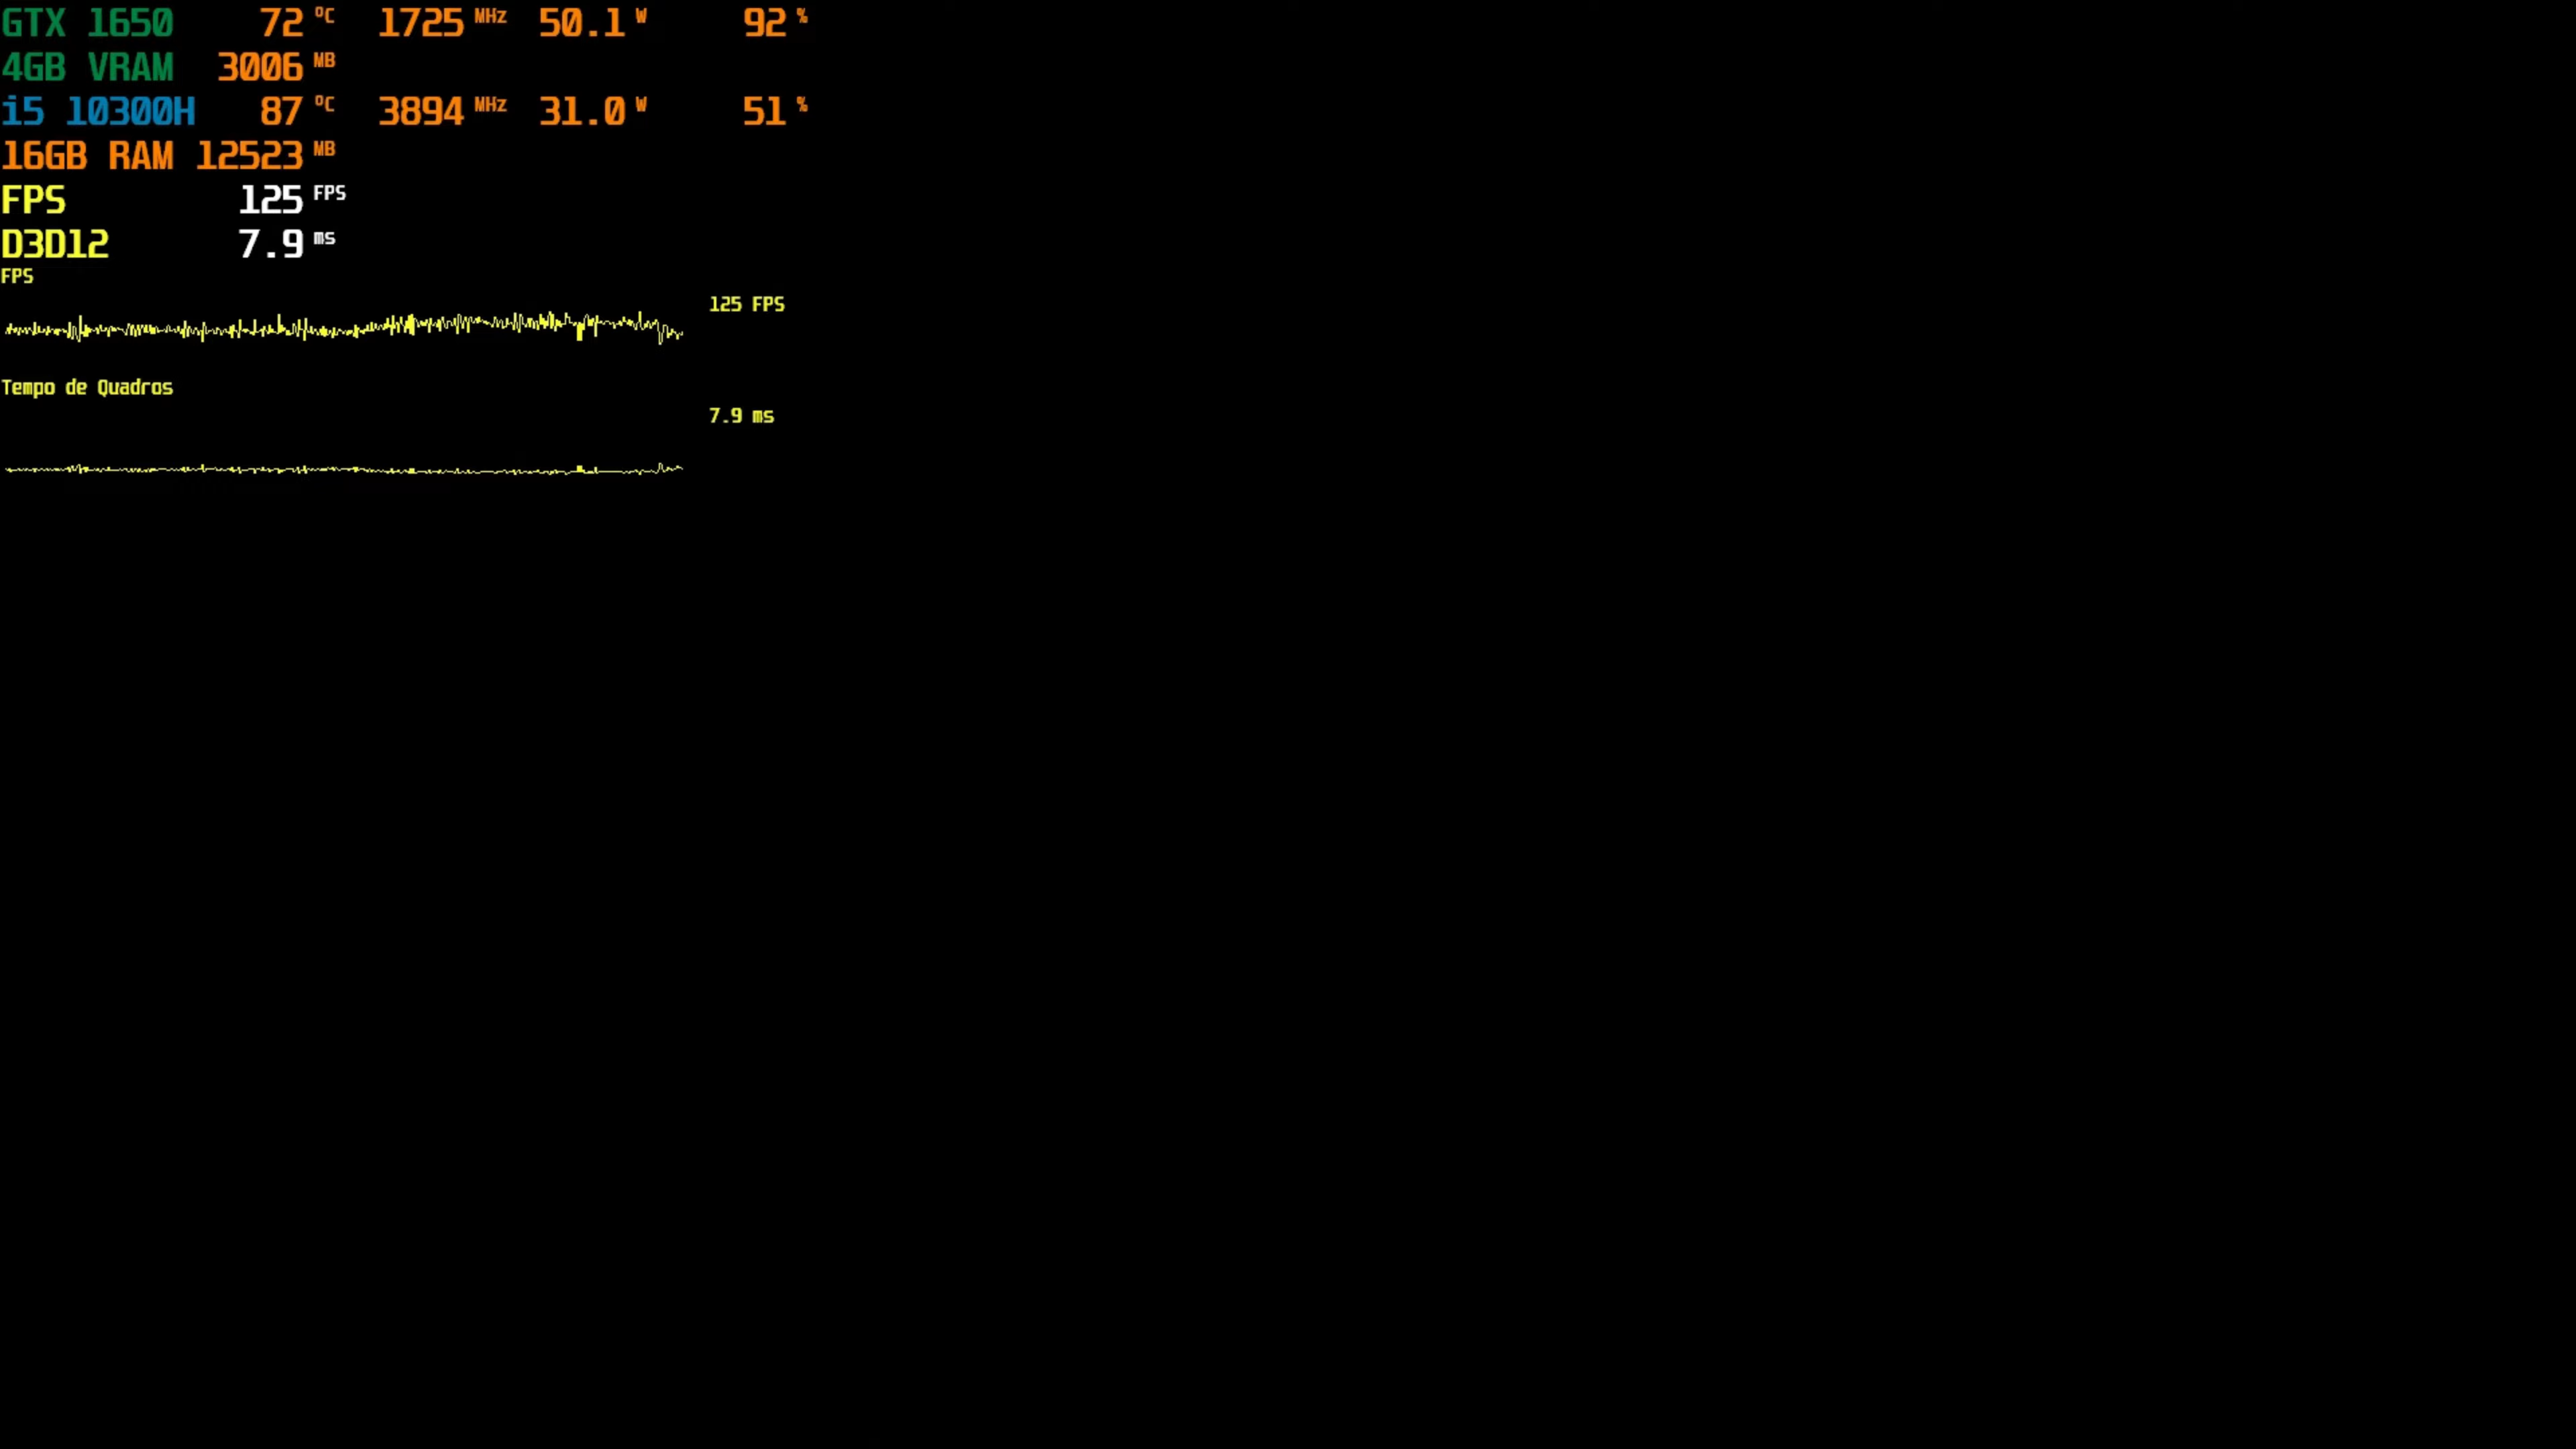 GTX 1650 72 °C 1725 MHz 50.1 W 92 %
4GB VRAM 3006 MB
i5 10300H 87 °C 3894 MHz 31.0 W 51 %
16GB RAM 12523 MB
FPS 125 FPS
D3D12 7.9 ms
FPS
125 FPS
Tempo de Quadros
7.9 ms